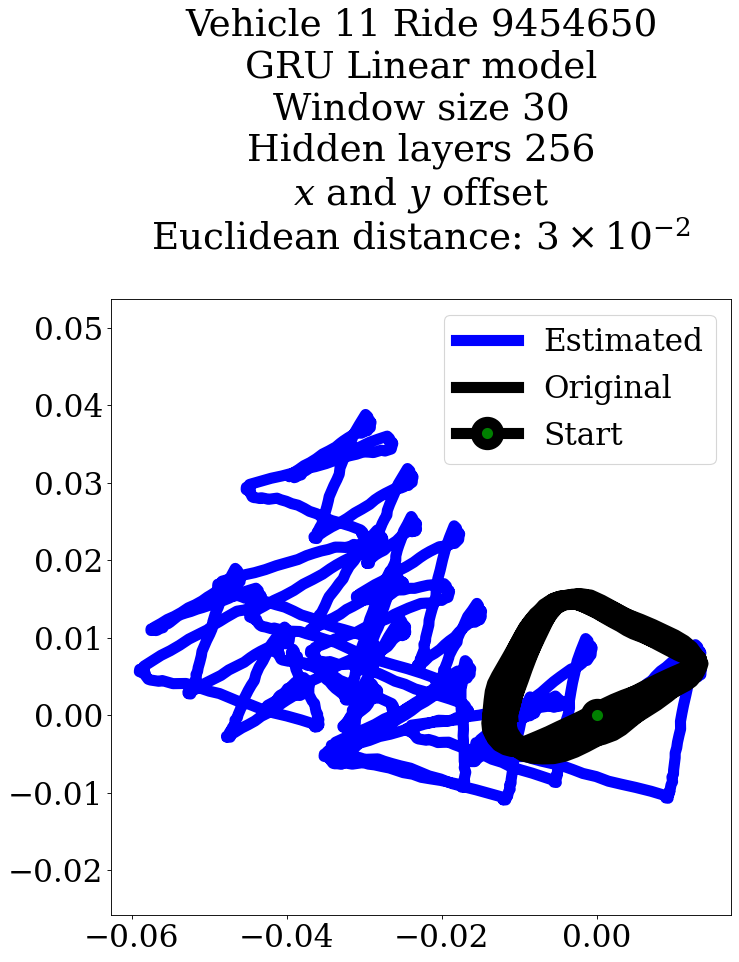 Vehicle 11 Ride 9454650
GRU Linear model
Window size 30
Hidden layers 256
x and y offset
Euclidean distance: 3 × 10⁻²
Estimated
Original
Start
0.05
0.04
0.03
0.02
0.01
0.00
−0.01
−0.02
−0.06
−0.04
−0.02
0.00